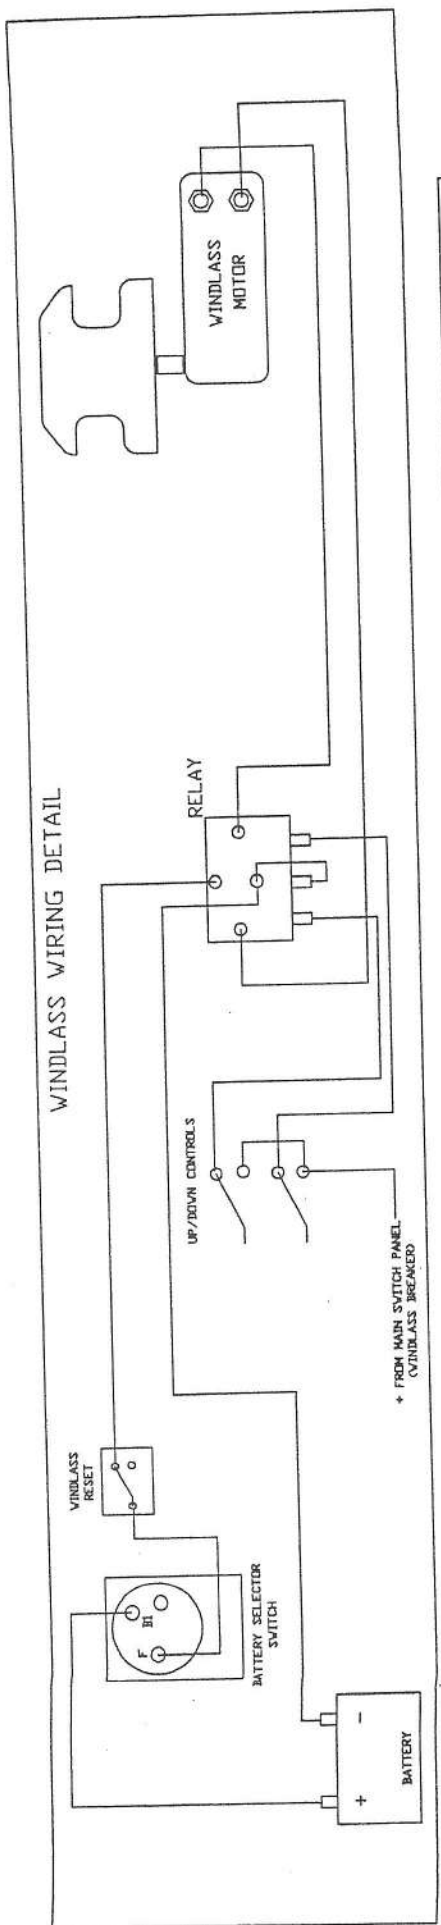 WINDLASS WIRING DETAIL
WINDLASS
MOTOR
RELAY
UP/DOWN CONTROLS
+ FROM MAIN SWITCH PANEL
(WINDLASS BREAKER)
WINDLASS
RESET
F
B1
BATTERY SELECTOR
SWITCH
+
-
BATTERY